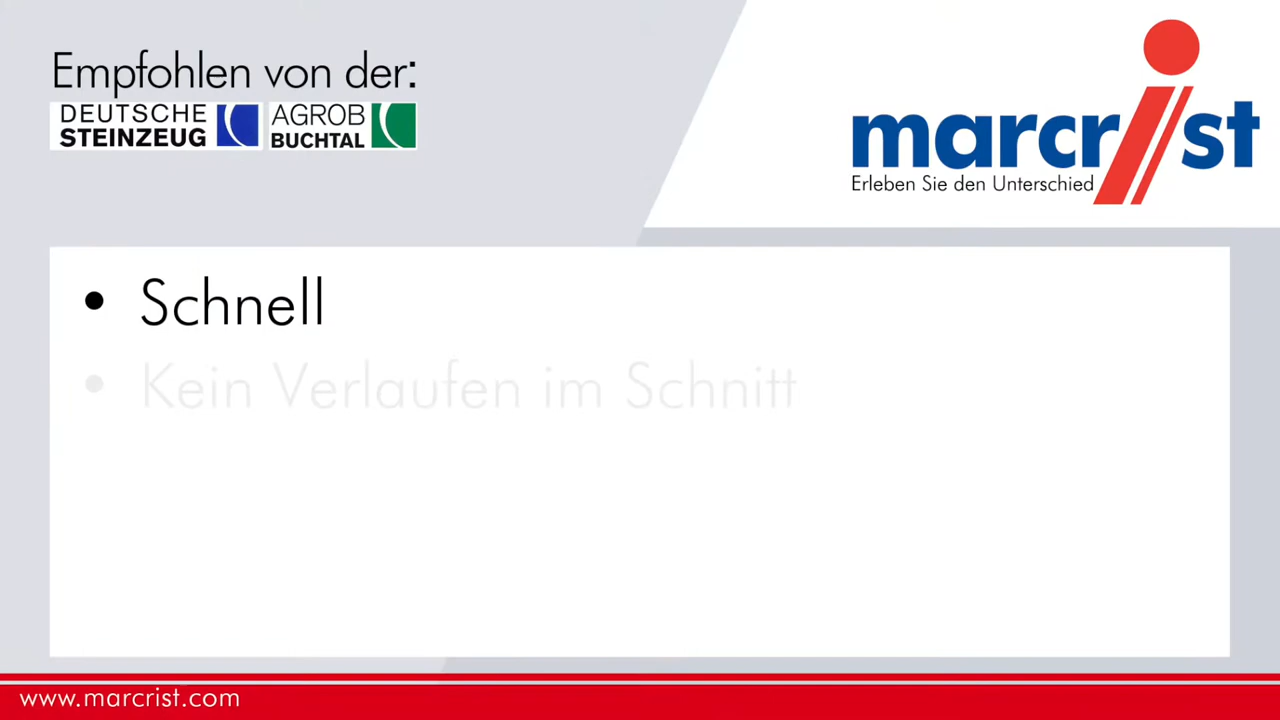 Empfohlen von der:
DEUTSCHE STEINZEUG
AGROB BUCHTAL
marcrist
Erleben Sie den Unterschied
• Schnell
• Kein Verlaufen im Schnitt
www.marcrist.com